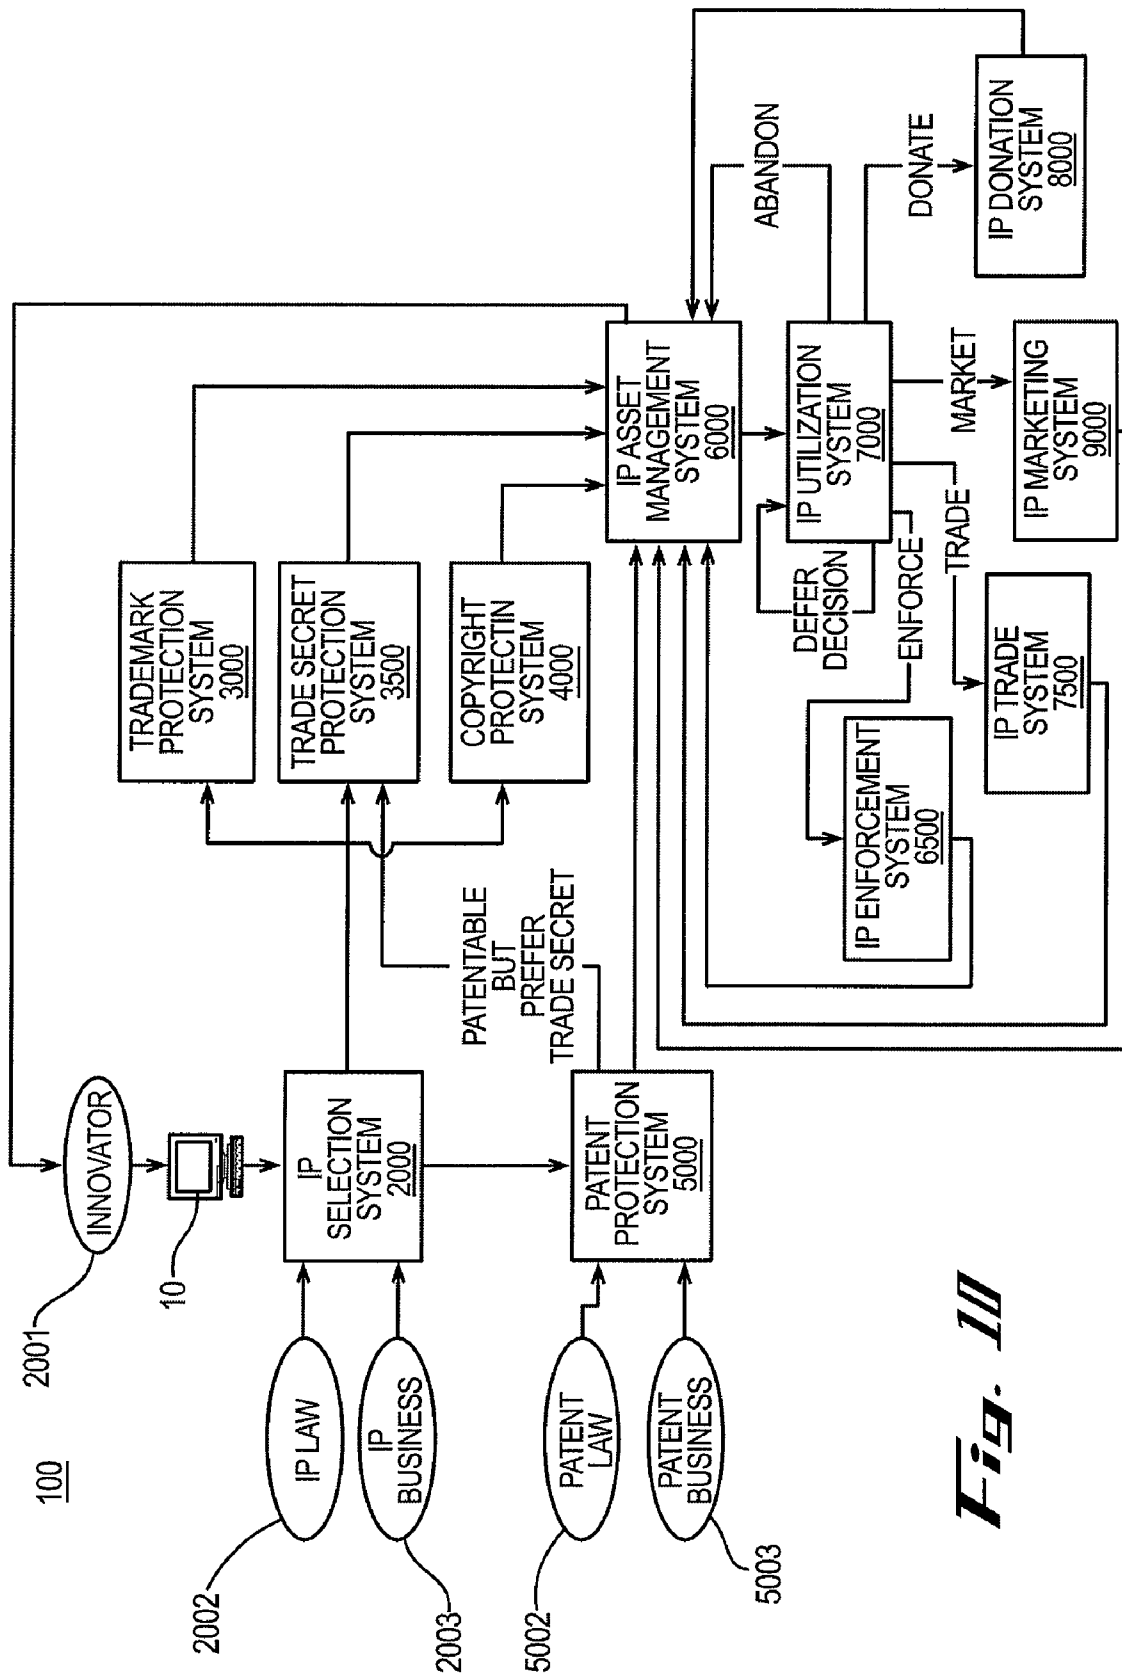 100
2001
INNOVATOR
10
2002
IP LAW
2003
IP
BUSINESS
IP
SELECTION
SYSTEM
2000
TRADEMARK
PROTECTION
SYSTEM
3000
TRADE SECRET
PROTECTION
SYSTEM
3500
COPYRIGHT
PROTECTIN
SYSTEM
4000
PATENTABLE
BUT
PREFER
TRADE SECRET
5002
PATENT
LAW
5003
PATENT
BUSINESS
PATENT
PROTECTION
SYSTEM
5000
IP ASSET
MANAGEMENT
SYSTEM
6000
ABANDON
DEFER
DECISION
IP UTILIZATION
SYSTEM
7000
ENFORCE
TRADE
MARKET
DONATE
IP ENFORCEMENT
SYSTEM
6500
IP TRADE
SYSTEM
7500
IP MARKETING
SYSTEM
9000
IP DONATION
SYSTEM
8000
Fig. 10